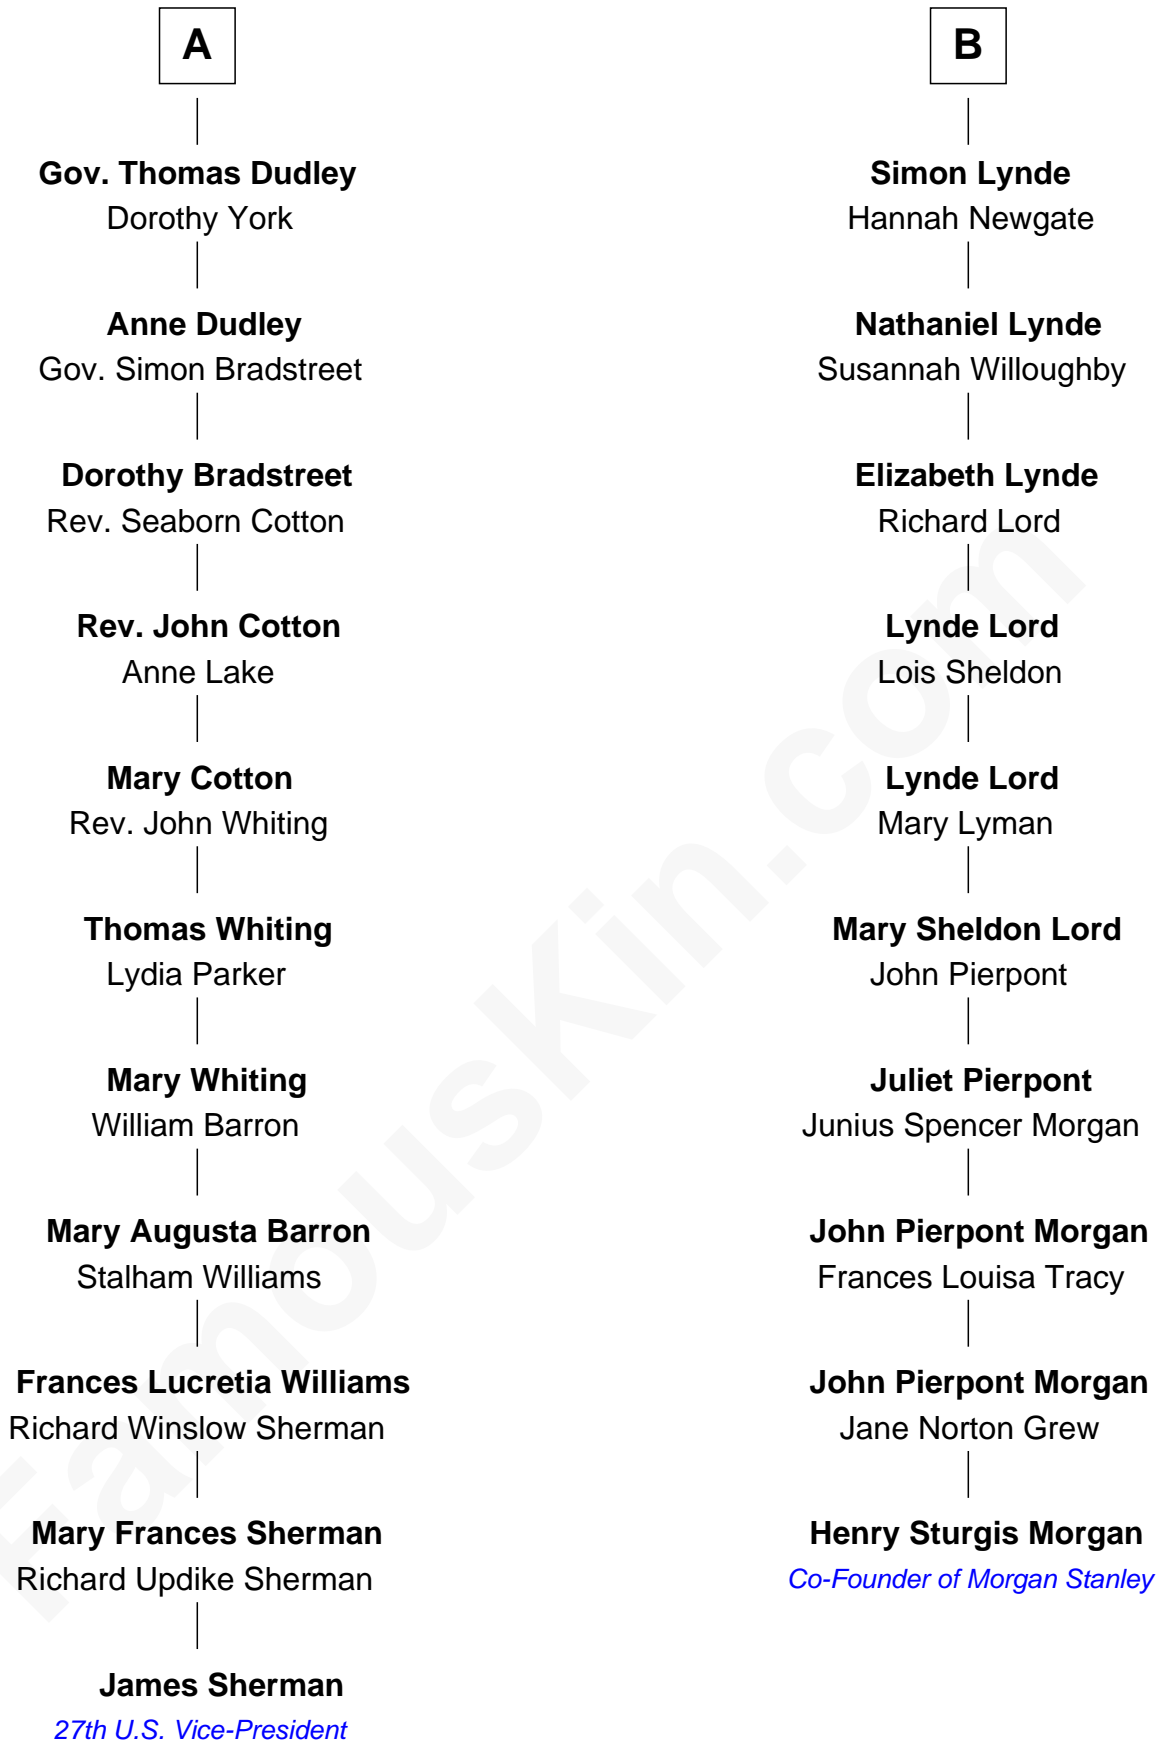 A
Gov. Thomas Dudley
Dorothy York
Anne Dudley
Gov. Simon Bradstreet
Dorothy Bradstreet
Rev. Seaborn Cotton
Rev. John Cotton
Anne Lake
Mary Cotton
Rev. John Whiting
Thomas Whiting
Lydia Parker
Mary Whiting
William Barron
Mary Augusta Barron
Stalham Williams
Frances Lucretia Williams
Richard Winslow Sherman
Mary Frances Sherman
Richard Updike Sherman
James Sherman
27th U.S. Vice-President
B
Simon Lynde
Hannah Newgate
Nathaniel Lynde
Susannah Willoughby
Elizabeth Lynde
Richard Lord
Lynde Lord
Lois Sheldon
Lynde Lord
Mary Lyman
Mary Sheldon Lord
John Pierpont
Juliet Pierpont
Junius Spencer Morgan
John Pierpont Morgan
Frances Louisa Tracy
John Pierpont Morgan
Jane Norton Grew
Henry Sturgis Morgan
Co-Founder of Morgan Stanley
FamousKin.com